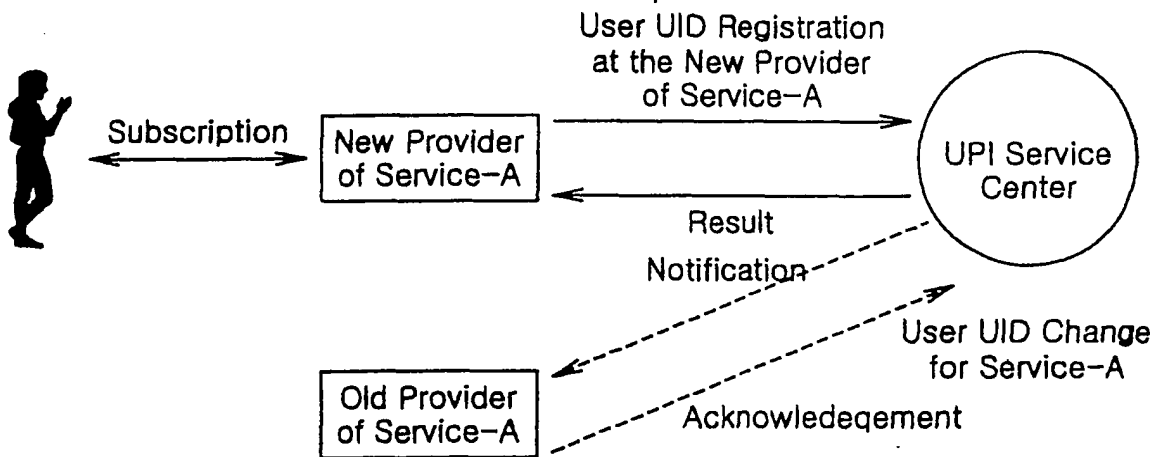 User UID Registration
at the New Provider
of Service-A
Subscription
New Provider
of Service-A
UPI Service
Center
Result
Notification
User UID Change
for Service-A
Old Provider
of Service-A
Acknowledeqement